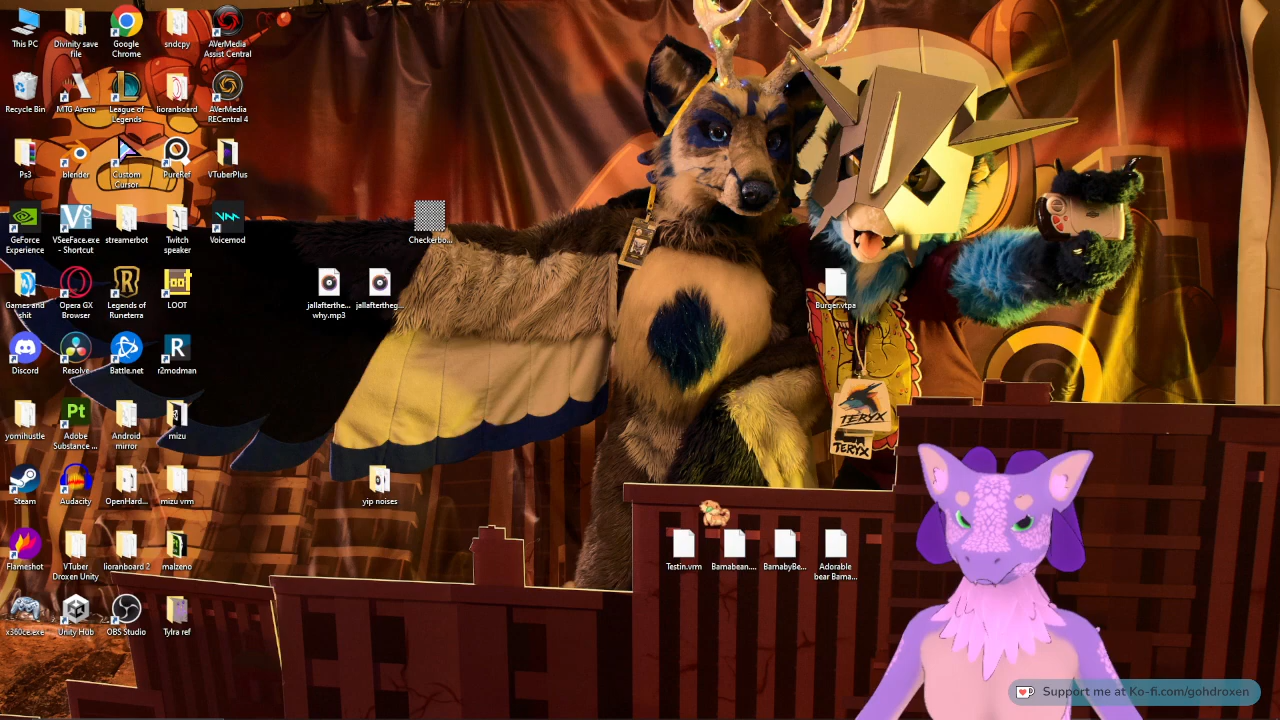 This PC
Divinity save
file
Google
Chrome
sndcpy
AVerMedia
Assist Central
Recycle Bin
MTG Arena
League of
Legends
lioranboard
AVerMedia
RECentral 4
Ps3
blender
Custom
Cursor
PureRef
VTuberPlus
GeForce
Experience
VSeeFace.exe
- Shortcut
streamerbot
Twitch
speaker
Voicemod
Checkerbo...
Games and
shit
Opera GX
Browser
Legends of
Runeterra
LOOT
jallafterthe...
why.mp3
jallaftertheg...
Burger.vtpa
Discord
Resolve
Battle.net
r2modman
yomihustle
Adobe
Substance ...
Android
mirror
mizu
TERYX
TERYX
Steam
Audacity
OpenHard...
mizu vrm
yip noises
Flameshot
VTuber
Droxen Unity
lioranboard 2
malzeno
Testin.vrm
Barnabean....
BarnabyBe...
Adorable
bear Barna...
x360ce.exe
Unity Hub
OBS Studio
Tylra ref
Support me at Ko-fi.com/gohdroxen